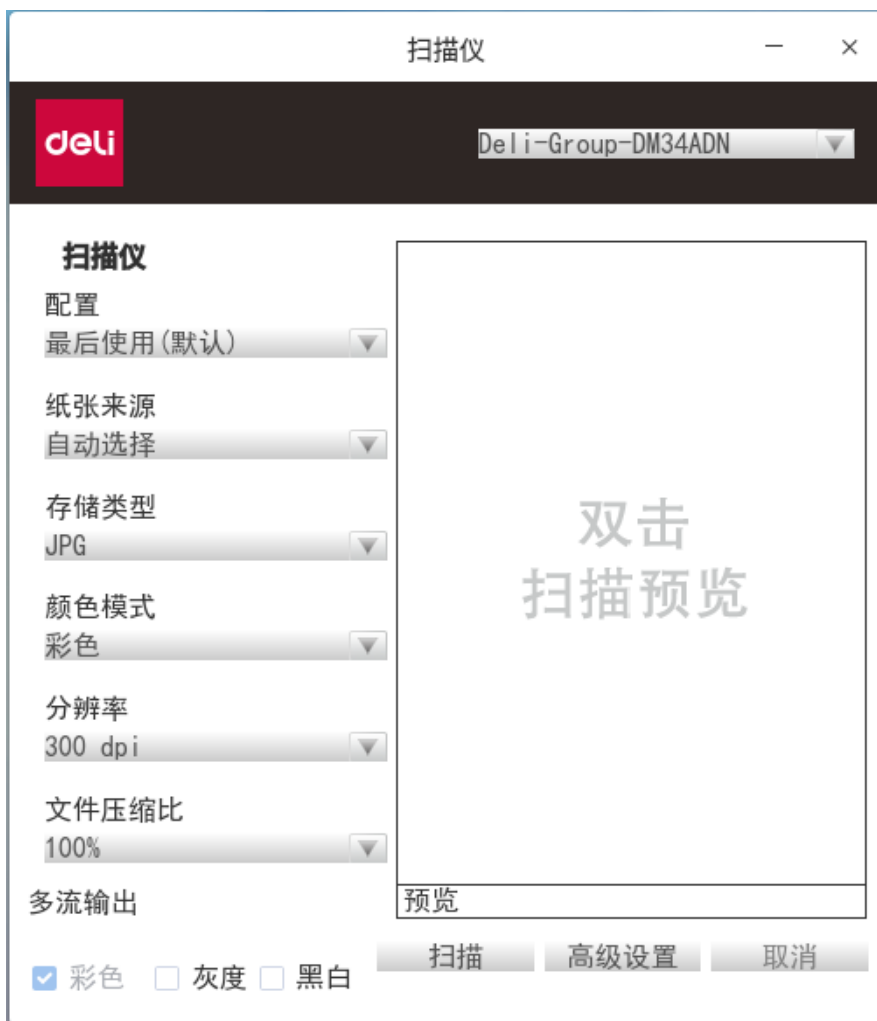 扫描仪
deli
Deli-Group-DM34ADN
扫描仪
配置
最后使用(默认)
纸张来源
自动选择
存储类型
JPG
颜色模式
彩色
分辨率
300 dpi
文件压缩比
100%
多流输出
彩色 灰度 黑白
双击
扫描预览
预览
扫描 高级设置 取消